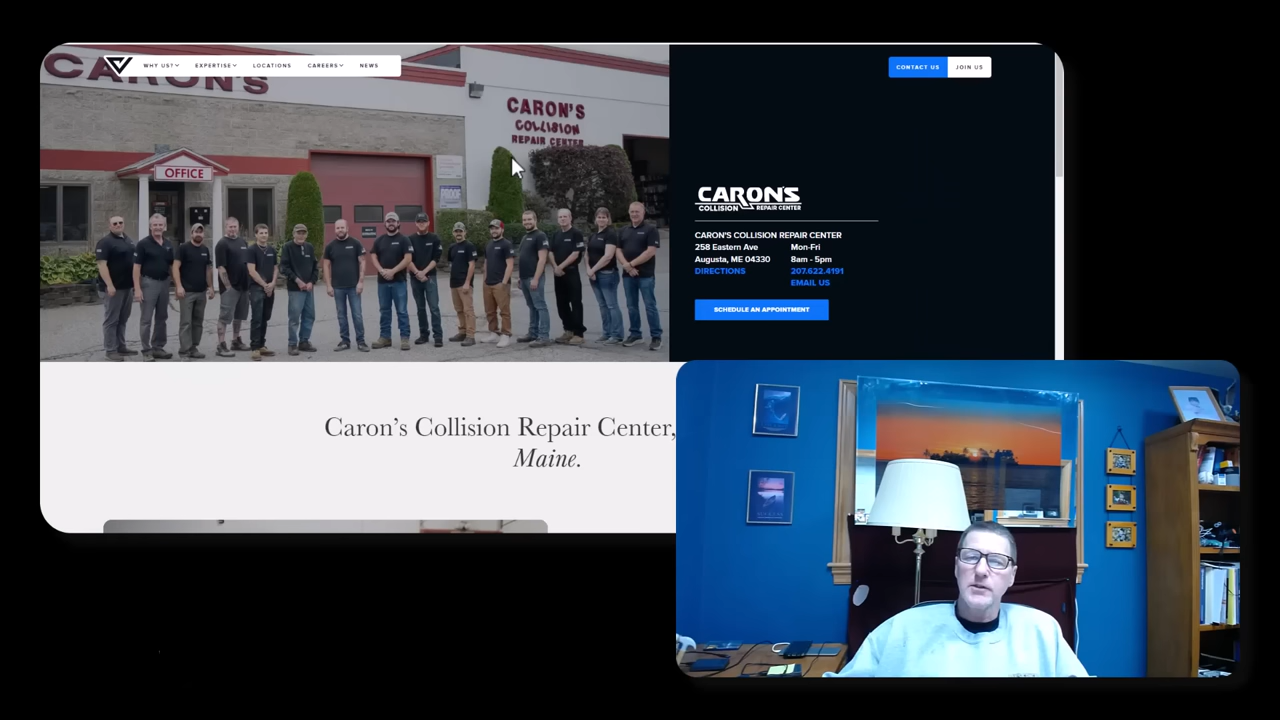 CARON'S
WHY US?
EXPERTISE
LOCATIONS
CAREERS
NEWS
CONTACT US
JOIN US
CARON'S
COLLISION
REPAIR CENTER
OFFICE
CARON'S
COLLISION REPAIR CENTER
CARON'S COLLISION REPAIR CENTER
258 Eastern Ave
Mon-Fri
Augusta, ME 04330
8am - 5pm
DIRECTIONS
207.622.4191
EMAIL US
SCHEDULE AN APPOINTMENT
Caron's Collision Repair Center,
Maine.